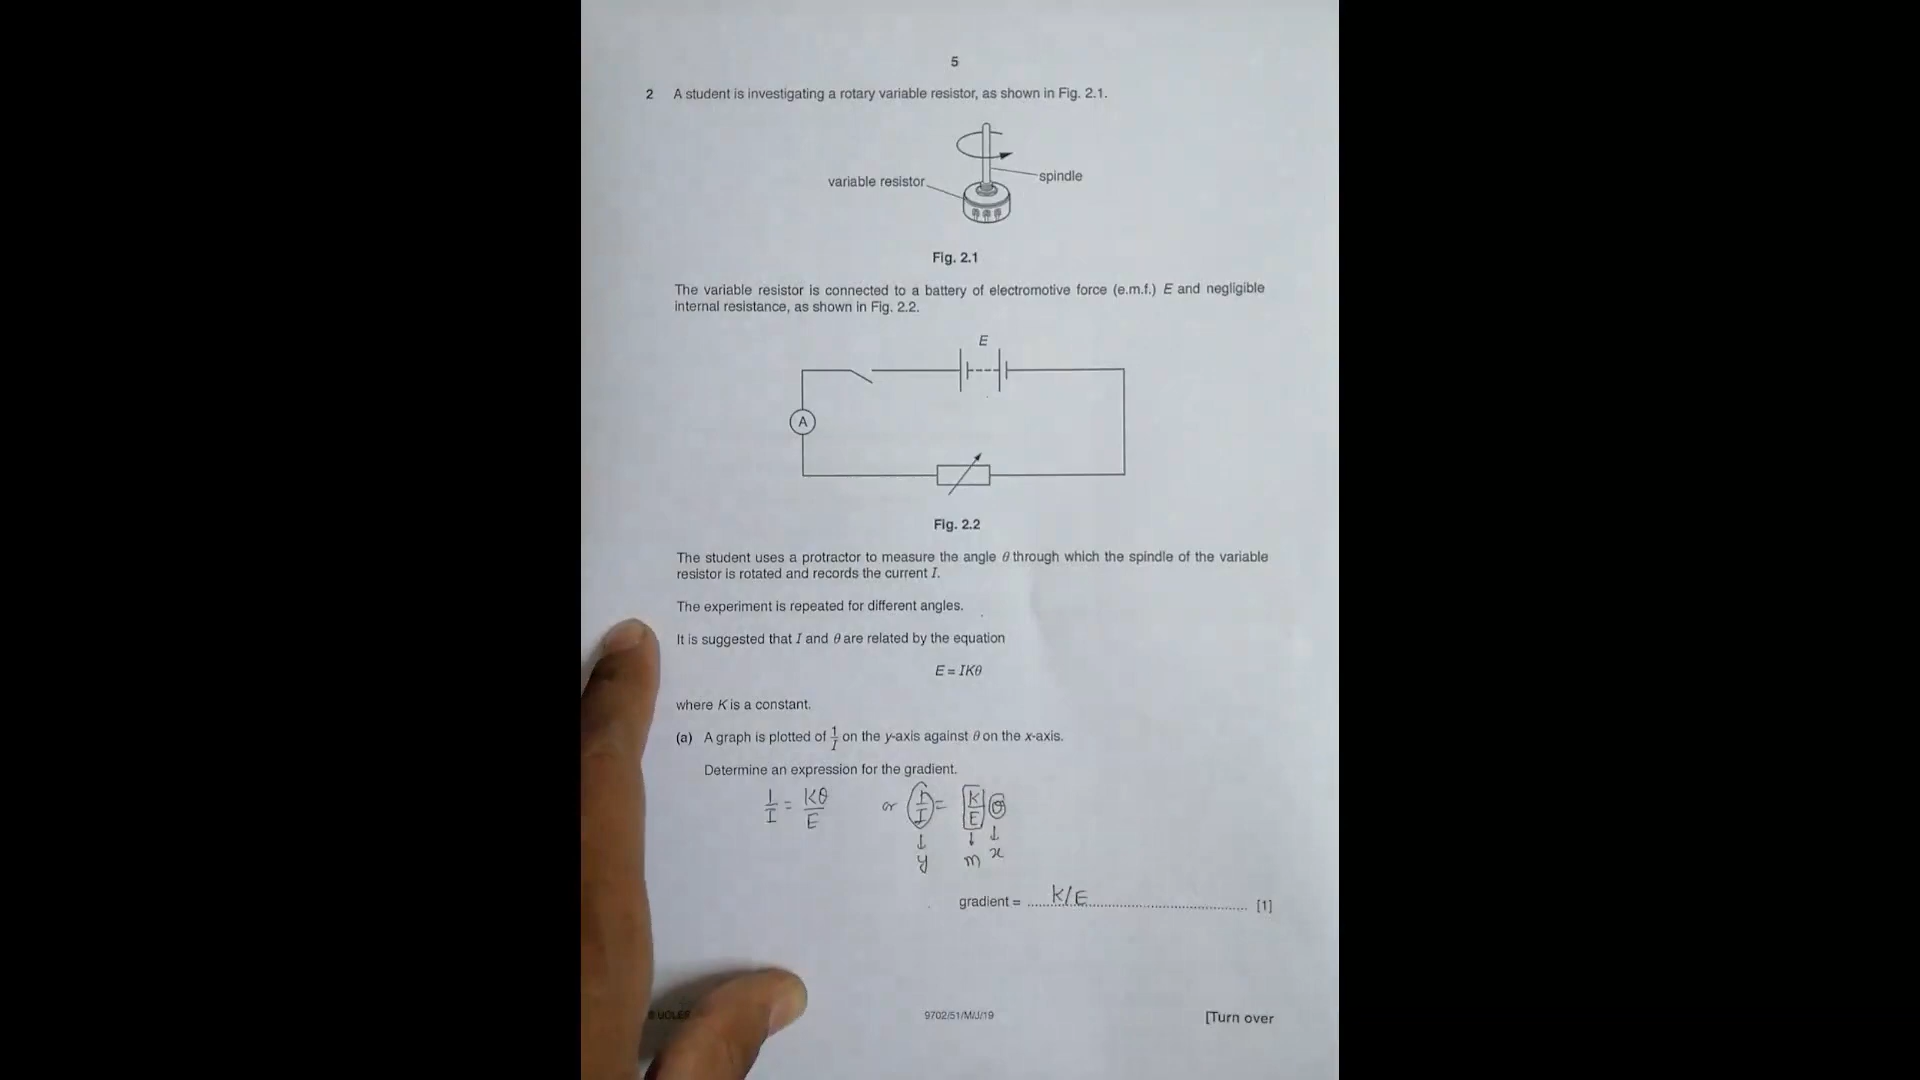 5
2 A student is investigating a rotary variable resistor, as shown in Fig. 2.1.
variable resistor
spindle
Fig. 2.1
The variable resistor is connected to a battery of electromotive force (e.m.f.) E and negligible
internal resistance, as shown in Fig. 2.2.
E
A
Fig. 2.2
The student uses a protractor to measure the angle θ through which the spindle of the variable
resistor is rotated and records the current I.
The experiment is repeated for different angles.
It is suggested that I and θ are related by the equation
E = IKθ
where K is a constant.
(a) A graph is plotted of 1/I on the y-axis against θ on the x-axis.
Determine an expression for the gradient.
1/I = Kθ/E or 1/I = K/E θ
↓ ↓ ↓
y m x
gradient = K/E [1]
© UCLES
9702/51/M/J/19
[Turn over